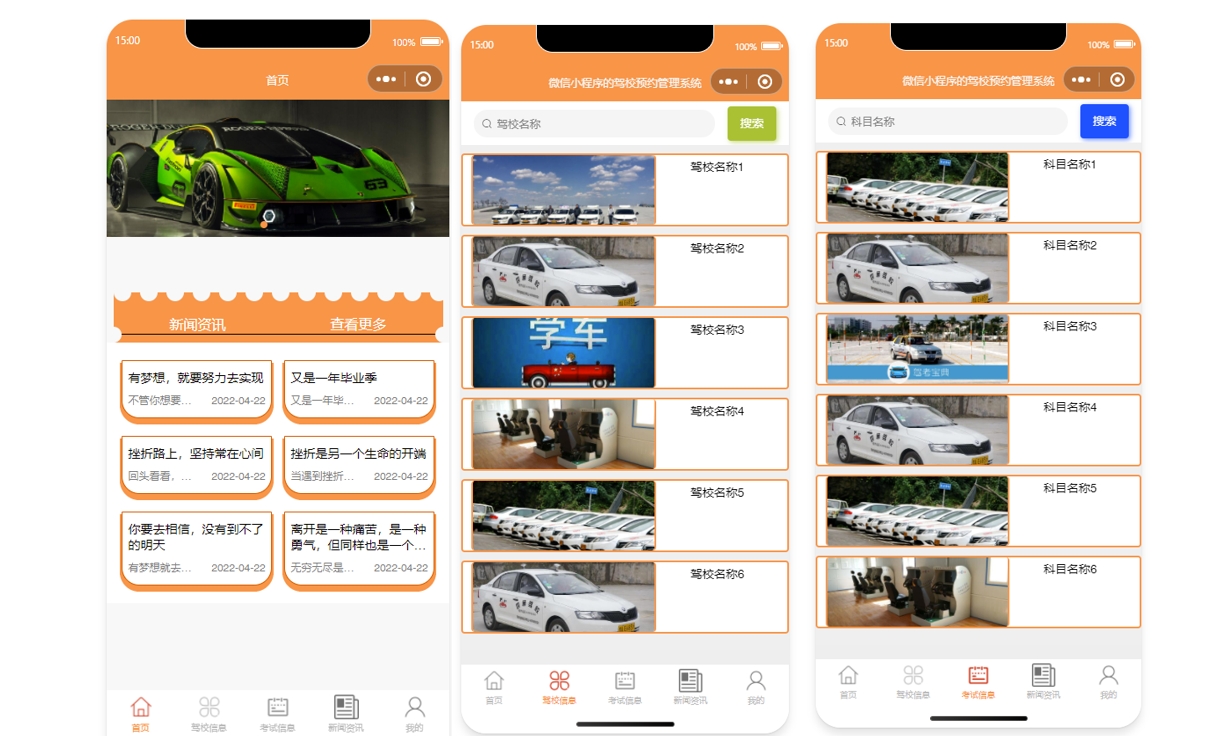 15:00
100%
首页
ROGER DUBUIS
63
新闻资讯
查看更多
有梦想，就要努力去实现
不管你想要... 2022-04-22
又是一年毕业季
又是一年毕... 2022-04-22
挫折路上，坚持常在心间
回头看看，... 2022-04-22
挫折是另一个生命的开端
当遇到挫折... 2022-04-22
你要去相信，没有到不了
的明天
有梦想就去... 2022-04-22
离开是一种痛苦，是一种
勇气，但同样也是一个...
无穷无尽是... 2022-04-22
首页
驾校信息
考试信息
新闻资讯
我的
15:00
100%
微信小程序的驾校预约管理系统
驾校名称
搜索
驾校名称1
驾校名称2
学车
驾校名称3
驾校名称4
驾校名称5
驾校名称6
首页
驾校信息
考试信息
新闻资讯
我的
15:00
100%
微信小程序的驾校预约管理系统
科目名称
搜索
科目名称1
科目名称2
驾考宝典
科目名称3
科目名称4
科目名称5
科目名称6
首页
驾校信息
考试信息
新闻资讯
我的